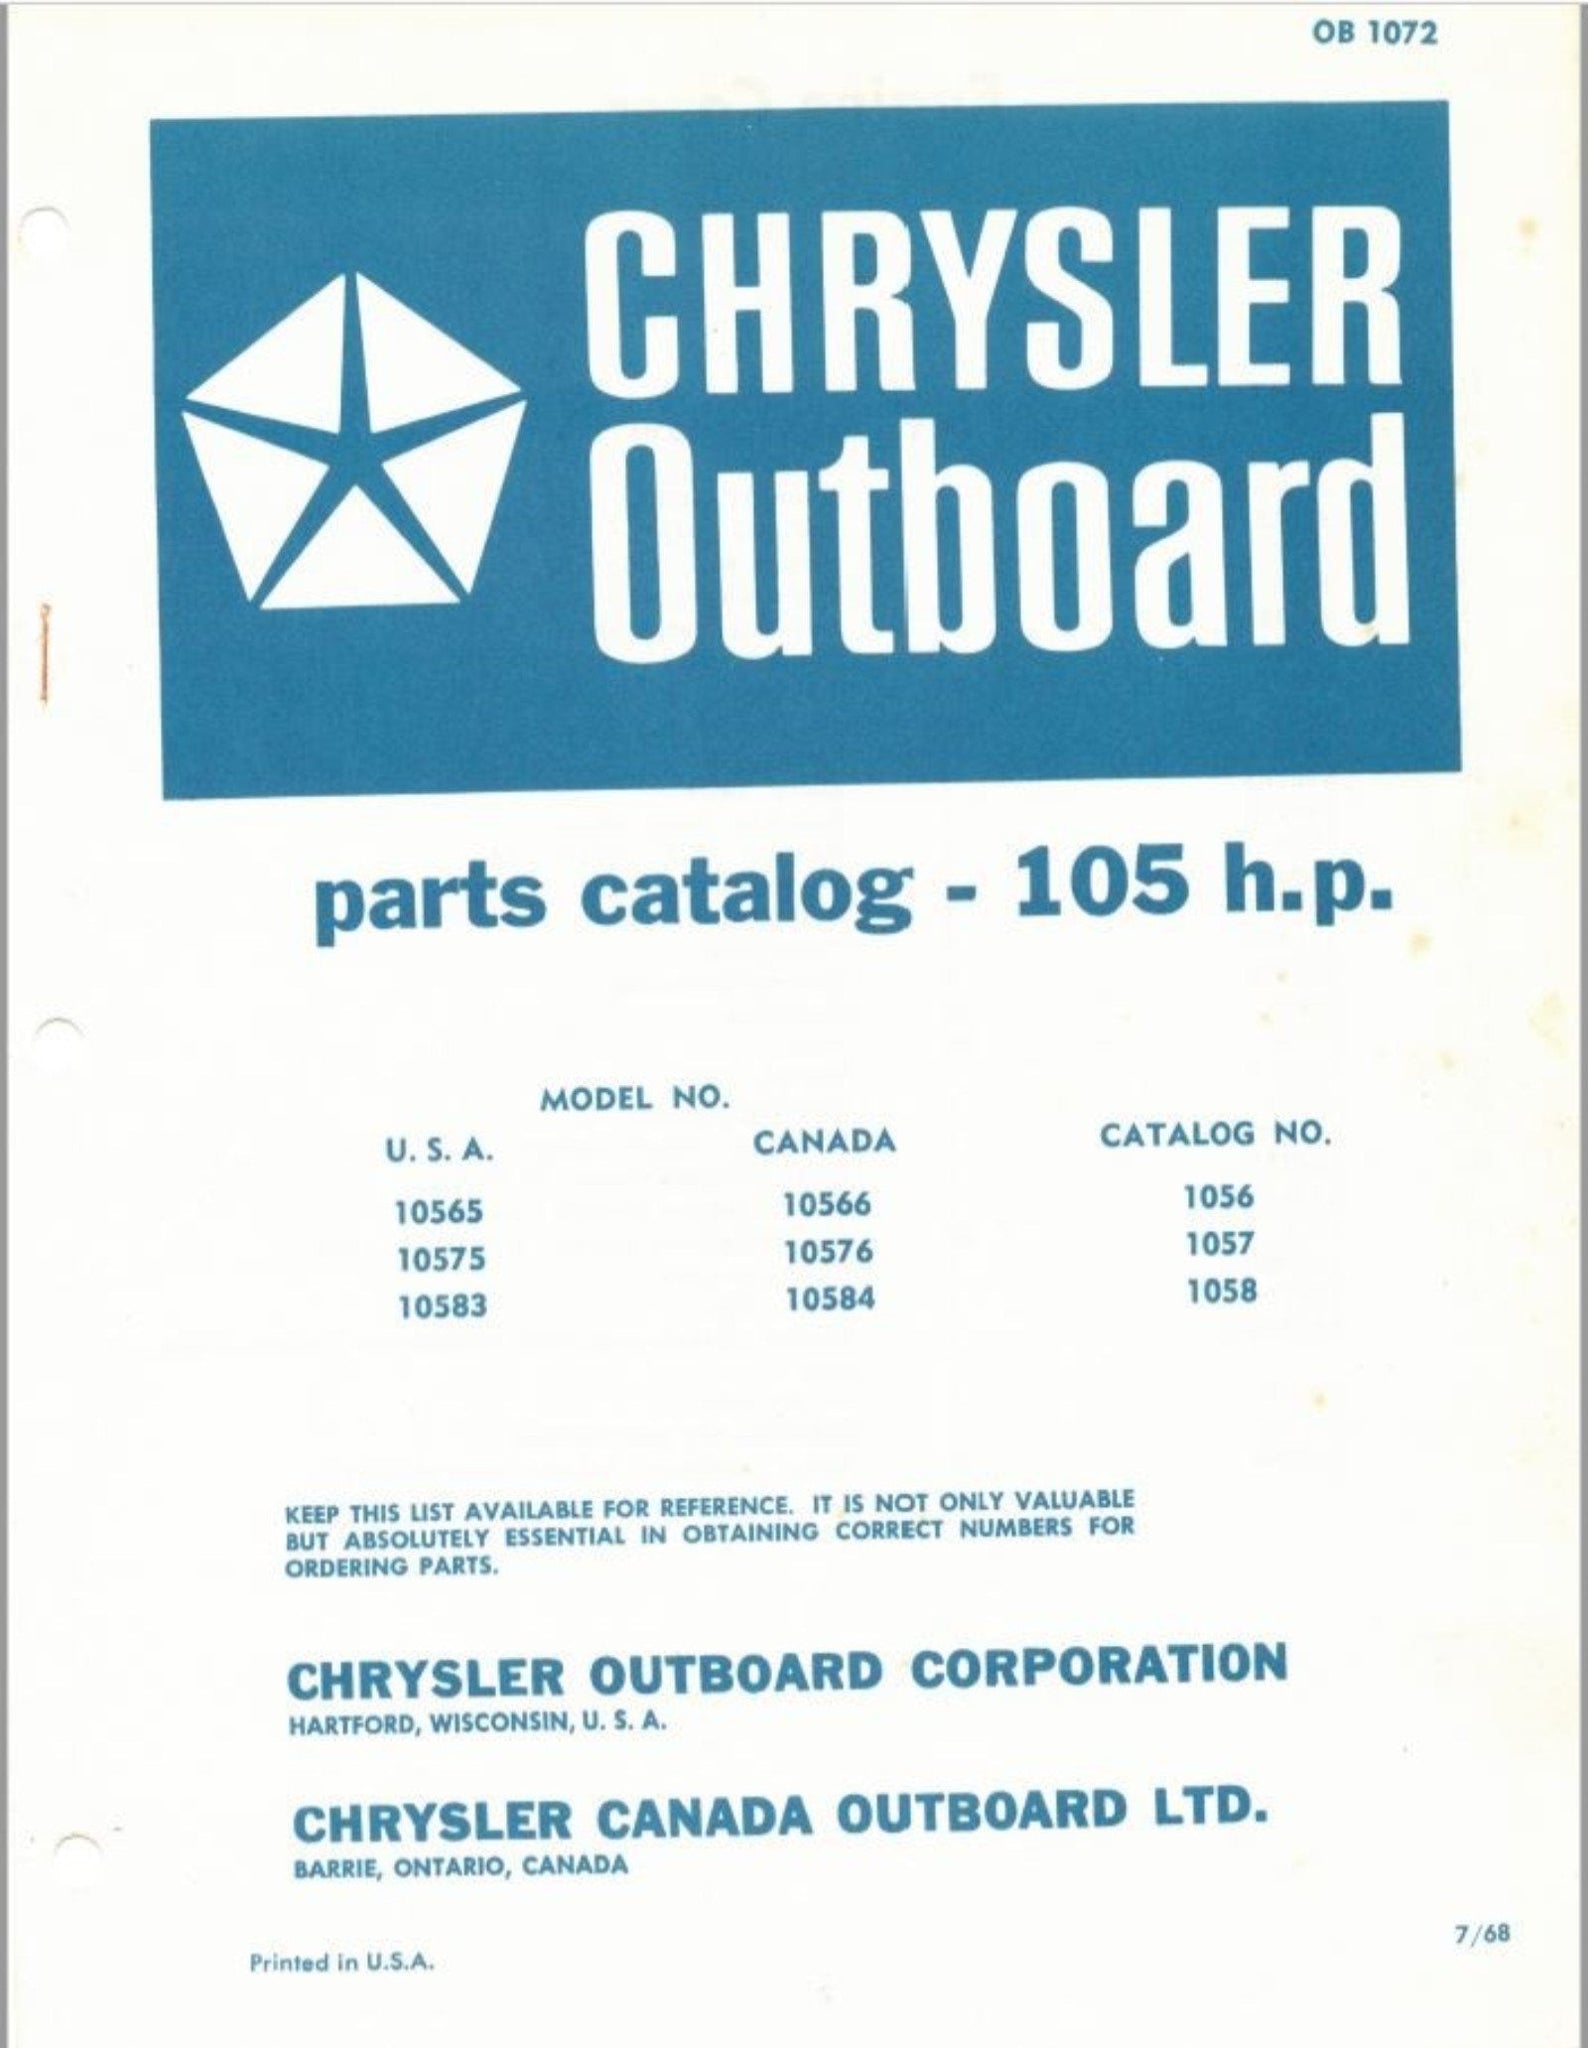 OB 1072
CHRYSLER
Outboard
parts catalog - 105 h.p.
MODEL NO.
U. S. A. CANADA CATALOG NO.
10565 10566 1056
10575 10576 1057
10583 10584 1058
KEEP THIS LIST AVAILABLE FOR REFERENCE. IT IS NOT ONLY VALUABLE
BUT ABSOLUTELY ESSENTIAL IN OBTAINING CORRECT NUMBERS FOR
ORDERING PARTS.
CHRYSLER OUTBOARD CORPORATION
HARTFORD, WISCONSIN, U. S. A.
CHRYSLER CANADA OUTBOARD LTD.
BARRIE, ONTARIO, CANADA
7/68
Printed in U.S.A.